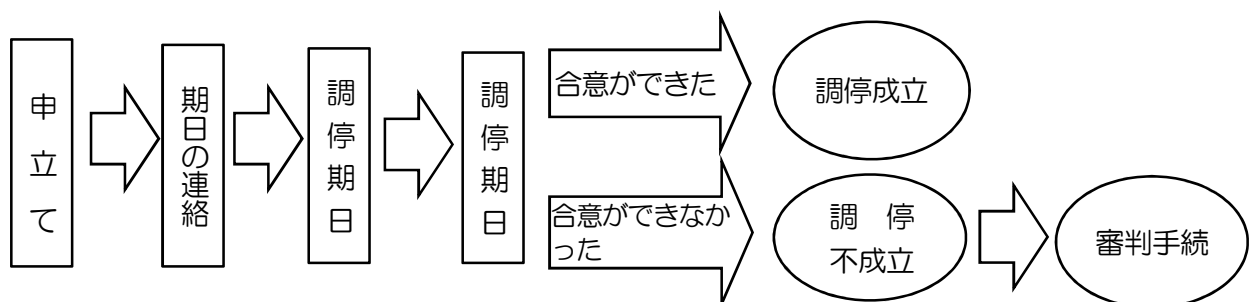 申立て
期日の連絡
調停期日
調停期日
合意ができた
調停成立
合意ができなか
った
調　停
不成立
審判手続